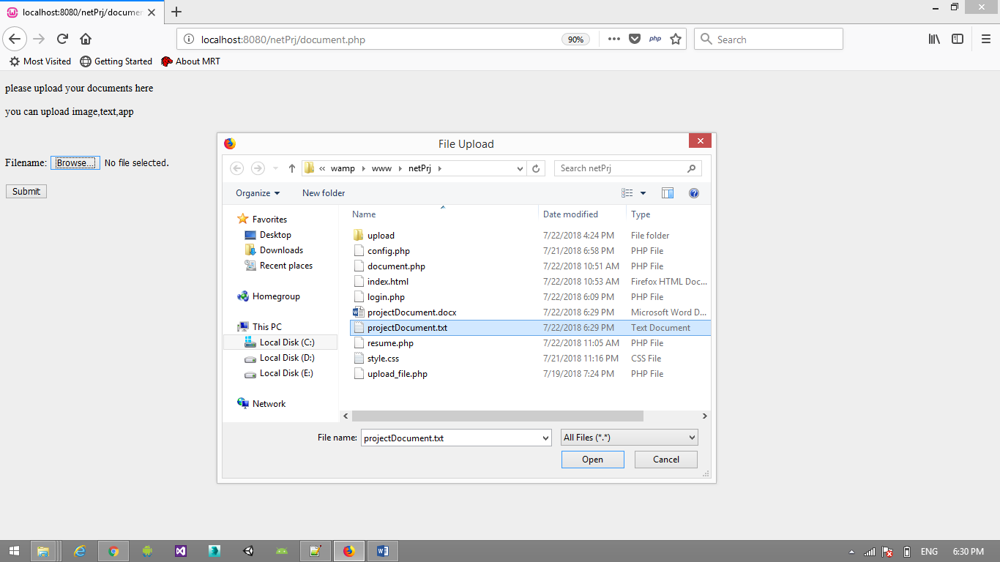 localhost:8080/netPrj/documen
localhost:8080/netPrj/document.php
90%
php
Search
Most Visited
Getting Started
About MRT
please upload your documents here
you can upload image,text,app
Filename: Browse... No file selected.
Submit
File Upload
« wamp www netPrj
Search netPrj
Organize
New folder
Favorites
Desktop
Downloads
Recent places
Homegroup
This PC
Local Disk (C:)
Local Disk (D:)
Local Disk (E:)
Network
Name Date modified Type
upload 7/22/2018 4:24 PM File folder
config.php 7/21/2018 6:58 PM PHP File
document.php 7/22/2018 10:51 AM PHP File
index.html 7/22/2018 10:53 AM Firefox HTML Doc...
login.php 7/22/2018 6:09 PM PHP File
projectDocument.docx 7/22/2018 6:29 PM Microsoft Word D...
projectDocument.txt 7/22/2018 6:29 PM Text Document
resume.php 7/22/2018 11:05 AM PHP File
style.css 7/21/2018 11:16 PM CSS File
upload_file.php 7/19/2018 7:24 PM PHP File
File name: projectDocument.txt
All Files (*.*)
Open
Cancel
ENG
6:30 PM